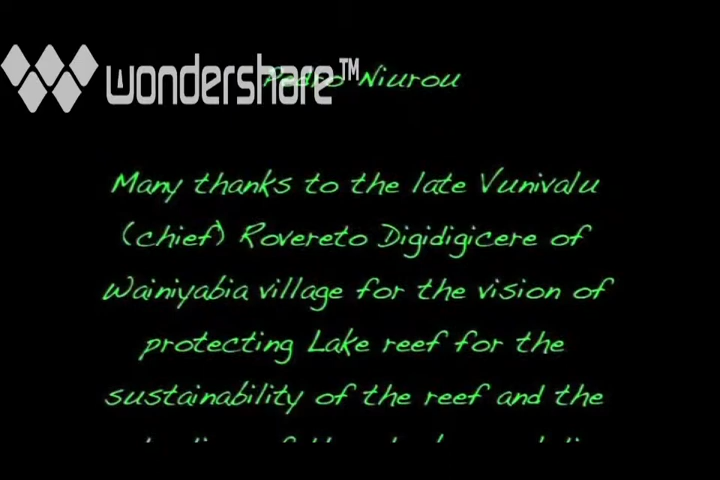 wondershare™
Pedro Niurou
Many thanks to the late Vunivalu
(chief) Rovereto Digidigicere of
Wainiyabia village for the vision of
protecting Lake reef for the
sustainability of the reef and the